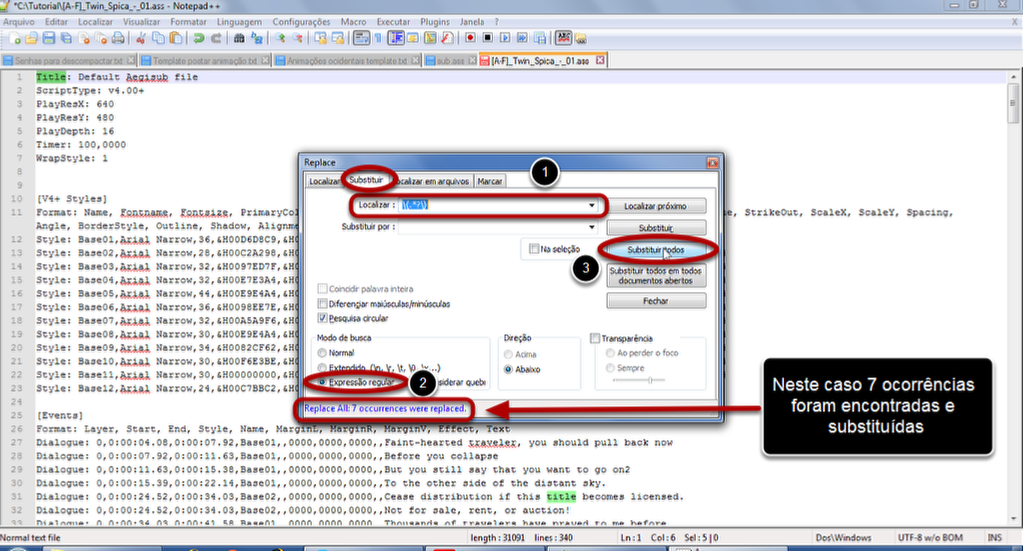 *C:\Tutorial\[A-F]_Twin_Spica_-_01.ass - Notepad++
Arquivo Editar Localizar Visualizar Formatar Linguagem Configurações Macro Executar Plugins Janela ?
Senhas para descompactar.txt Template postar animação.txt Animações ocidentais template.txt sub.ass [A-F]_Twin_Spica_-_01.ass
1 Title: Default Aegisub file
2 ScriptType: v4.00+
3 PlayResX: 640
4 PlayResY: 480
5 PlayDepth: 16
6 Timer: 100,0000
7 WrapStyle: 1
8
9
10 [V4+ Styles]
11 Format: Name, Fontname, Fontsize, PrimaryCol StrikeOut, ScaleX, ScaleY, Spacing,
Angle, BorderStyle, Outline, Shadow, Alignme
12 Style: Base01,Arial Narrow,36,&H00D6D8C9,&H0
13 Style: Base02,Arial Narrow,28,&H00C2A298,&H0
14 Style: Base03,Arial Narrow,32,&H0097ED7F,&H0
15 Style: Base04,Arial Narrow,32,&H00E7E3A4,&H0
16 Style: Base05,Arial Narrow,44,&H00E9E4A4,&H0
17 Style: Base06,Arial Narrow,36,&H0098EE7E,&H0
18 Style: Base07,Arial Narrow,32,&H00A5A9F6,&H0
19 Style: Base08,Arial Narrow,30,&H00E9E4A4,&H0
20 Style: Base09,Arial Narrow,34,&H0082CF62,&H0
21 Style: Base10,Arial Narrow,30,&H00F6E3BE,&H0
22 Style: Base11,Arial Narrow,30,&H00000000,&H0
23 Style: Base12,Arial Narrow,24,&H00C7BBC2,&H0
24
25 [Events]
26 Format: Layer, Start, End, Style, Name, MarginL, MarginR, MarginV, Effect, Text
27 Dialogue: 0,0:00:04.08,0:00:07.92,Base01,,0000,0000,0000,,Faint-hearted traveler, you should pull back now
28 Dialogue: 0,0:00:07.92,0:00:11.63,Base01,,0000,0000,0000,,Before you collapse
29 Dialogue: 0,0:00:11.63,0:00:15.38,Base01,,0000,0000,0000,,But you still say that you want to go on2
30 Dialogue: 0,0:00:15.39,0:00:22.14,Base01,,0000,0000,0000,,To the other side of the distant sky.
31 Dialogue: 0,0:00:24.52,0:00:34.03,Base02,,0000,0000,0000,,Cease distribution if this title becomes licensed.
32 Dialogue: 0,0:00:24.52,0:00:34.03,Base02,,0000,0000,0000,,Not for sale, rent, or auction!
33 Dialogue: 0,0:00:34.03,0:00:41.58,Base01,,0000,0000,0000,,Thousands of travelers have prayed to me before
Replace
1
Localizar Substituir Localizar em arquivos Marcar
Localizar : \{.*?\} Localizar próximo
Substituir por : Substituir
Na seleção Substituir todos
3
Substituir todos em todos
documentos abertos
Fechar
Coincidir palavra inteira
Diferençiar maiúsculas/minúsculas
Pesquisa circular
Modo de busca Direção Transparência
Normal Acima Ao perder o foco
Extendido (\n, \r, \t, \0, \x...) Abaixo Sempre
Expressão regular 2
Replace All: 7 occurrences were replaced.
Neste caso 7 ocorrências
foram encontradas e
substituídas
Normal text file length : 31091 lines : 340 Ln : 1 Col : 6 Sel : 5 | 0 Dos\Windows UTF-8 w/o BOM INS